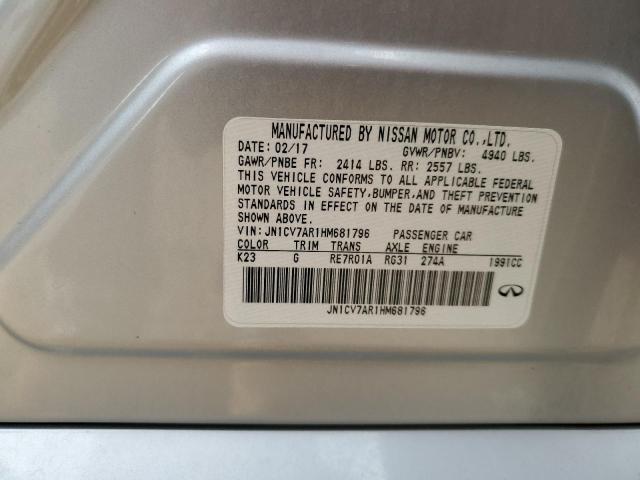 MANUFACTURED BY NISSAN MOTOR CO.,LTD.
DATE: 02/17 GVWR/PNBV: 4940 LBS.
GAWR/PNBE FR: 2414 LBS. RR: 2557 LBS.
THIS VEHICLE CONFORMS TO ALL APPLICABLE FEDERAL
MOTOR VEHICLE SAFETY,BUMPER,AND THEFT PREVENTION
STANDARDS IN EFFECT ON THE DATE OF MANUFACTURE
SHOWN ABOVE.
VIN: JN1CV7AR1HM681796 PASSENGER CAR
COLOR TRIM TRANS AXLE ENGINE
K23 G RE7R01A RG31 274A 1991CC
JN1CV7AR1HM681796